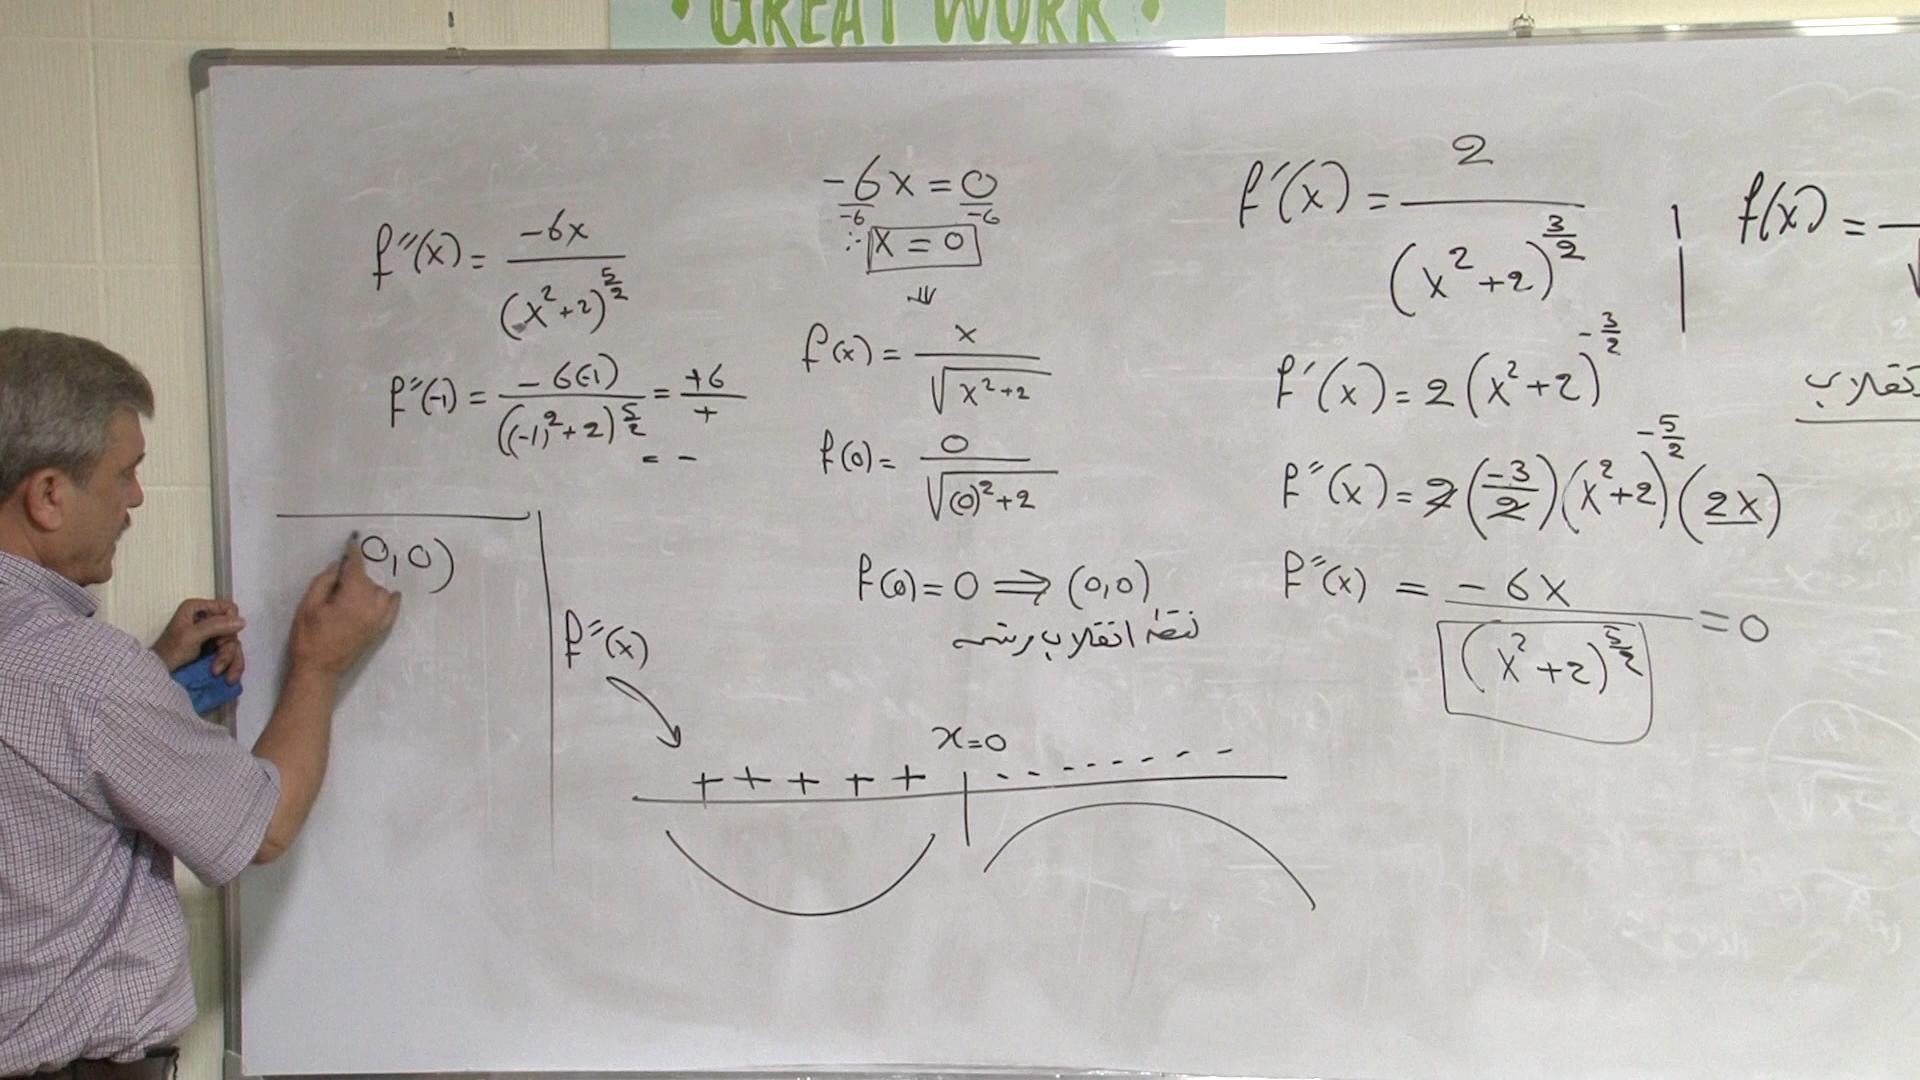 • GREAT WORK •
f''(x) = -6x / (x²+2)^(5/2)
f''(-1) = -6(-1) / ((-1)²+2)^(5/2) = +6 / +
= -
0,0)
-6x = 0
-6 -6
∴ x = 0
⇓
f(x) = x / √(x²+2)
f(0) = 0 / √((0)²+2)
f(0) = 0 ⟹ (0,0)
نقطة انقلاب
f''(x)
x=0
+ + + + + - - - - - - - -
f'(x) = 2 / (x²+2)^(3/2)
f'(x) = 2(x²+2)^(-3/2)
f''(x) = 2(-3/2)(x²+2)^(-5/2)(2x)
f''(x) = -6x / (x²+2)^(5/2) = 0
f(x) =